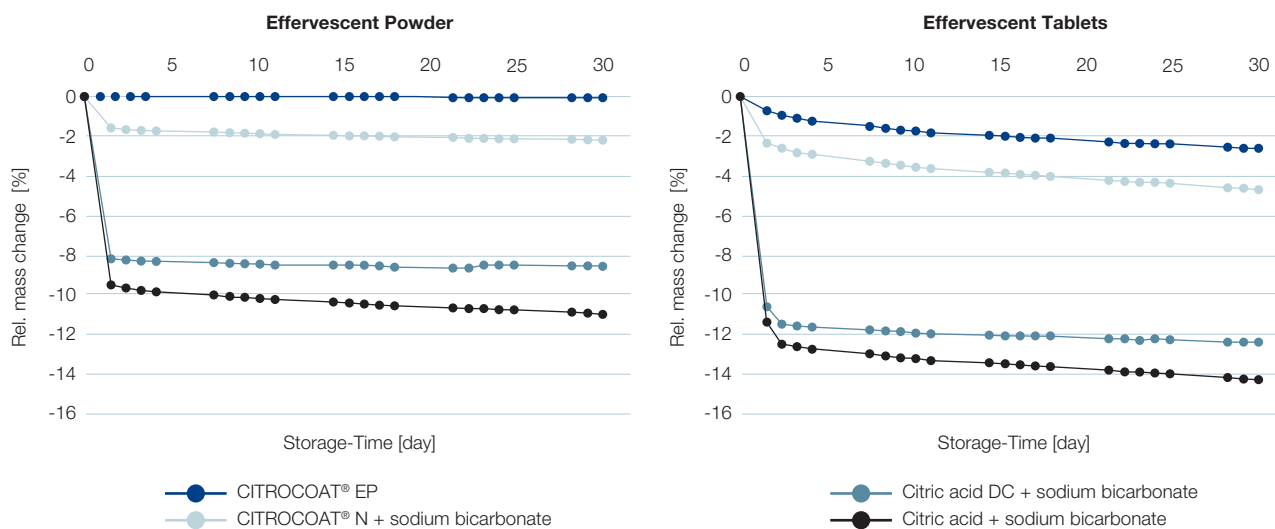 Effervescent Powder
0 5 10 15 20 25 30
0
-2
-4
-6
-8
-10
-12
-14
-16
Rel. mass change [%]
Storage-Time [day]
Effervescent Tablets
0 5 10 15 20 25 30
0
-2
-4
-6
-8
-10
-12
-14
-16
Rel. mass change [%]
Storage-Time [day]
CITROCOAT® EP
CITROCOAT® N + sodium bicarbonate
Citric acid DC + sodium bicarbonate
Citric acid + sodium bicarbonate